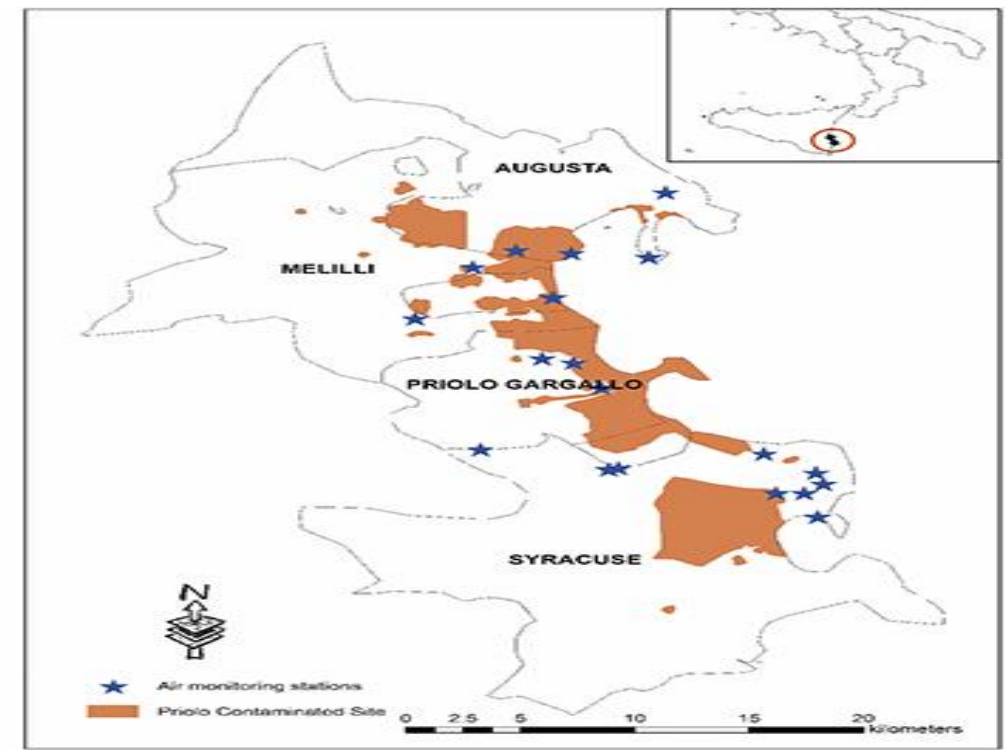 AUGUSTA
MELILLI
PRIOLO GARGALLO
SYRACUSE
N
Air monitoring stations
Priolo Contaminated Site
0 2.5 5 10 15 20
kilometers